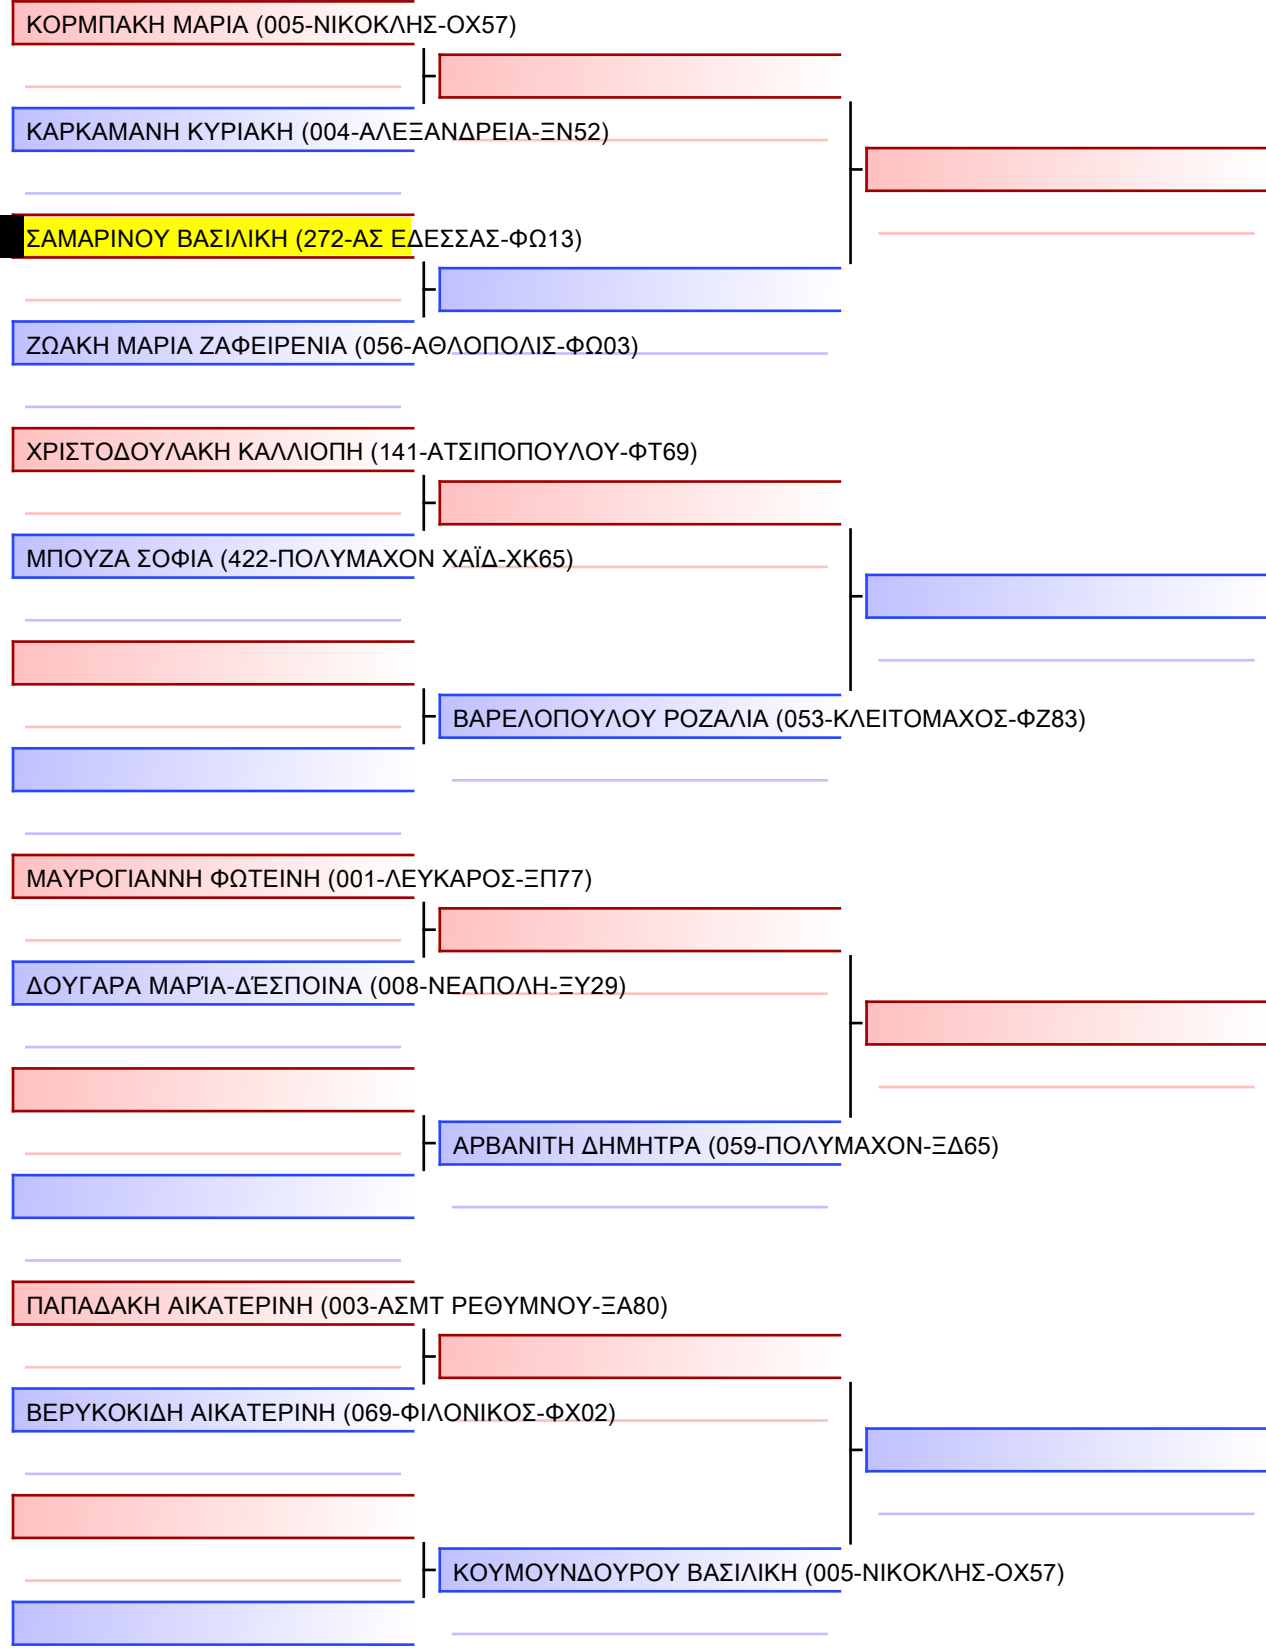 ΚΟΡΜΠΑΚΗ ΜΑΡΙΑ (005-ΝΙΚΟΚΛΗΣ-ΟΧ57)
ΚΑΡΚΑΜΑΝΗ ΚΥΡΙΑΚΗ (004-ΑΛΕΞΑΝΔΡΕΙΑ-ΞΝ52)
ΣΑΜΑΡΙΝΟΥ ΒΑΣΙΛΙΚΗ (272-ΑΣ ΕΔΕΣΣΑΣ-ΦΩ13)
ΖΩΑΚΗ ΜΑΡΙΑ ΖΑΦΕΙΡΕΝΙΑ (056-ΑΘΛΟΠΟΛΙΣ-ΦΩ03)
ΧΡΙΣΤΟΔΟΥΛΑΚΗ ΚΑΛΛΙΟΠΗ (141-ΑΤΣΙΠΟΠΟΥΛΟΥ-ΦΤ69)
ΜΠΟΥΖΑ ΣΟΦΙΑ (422-ΠΟΛΥΜΑΧΟΝ ΧΑΪΔ-ΧΚ65)
ΒΑΡΕΛΟΠΟΥΛΟΥ ΡΟΖΑΛΙΑ (053-ΚΛΕΙΤΟΜΑΧΟΣ-ΦΖ83)
ΜΑΥΡΟΓΙΑΝΝΗ ΦΩΤΕΙΝΗ (001-ΛΕΥΚΑΡΟΣ-ΞΠ77)
ΔΟΥΓΑΡΑ ΜΑΡΊΑ-ΔΈΣΠΟΙΝΑ (008-ΝΕΑΠΟΛΗ-ΞΥ29)
ΑΡΒΑΝΙΤΗ ΔΗΜΗΤΡΑ (059-ΠΟΛΥΜΑΧΟΝ-ΞΔ65)
ΠΑΠΑΔΑΚΗ ΑΙΚΑΤΕΡΙΝΗ (003-ΑΣΜΤ ΡΕΘΥΜΝΟΥ-ΞΑ80)
ΒΕΡΥΚΟΚΙΔΗ ΑΙΚΑΤΕΡΙΝΗ (069-ΦΙΛΟΝΙΚΟΣ-ΦΧ02)
ΚΟΥΜΟΥΝΔΟΥΡΟΥ ΒΑΣΙΛΙΚΗ (005-ΝΙΚΟΚΛΗΣ-ΟΧ57)